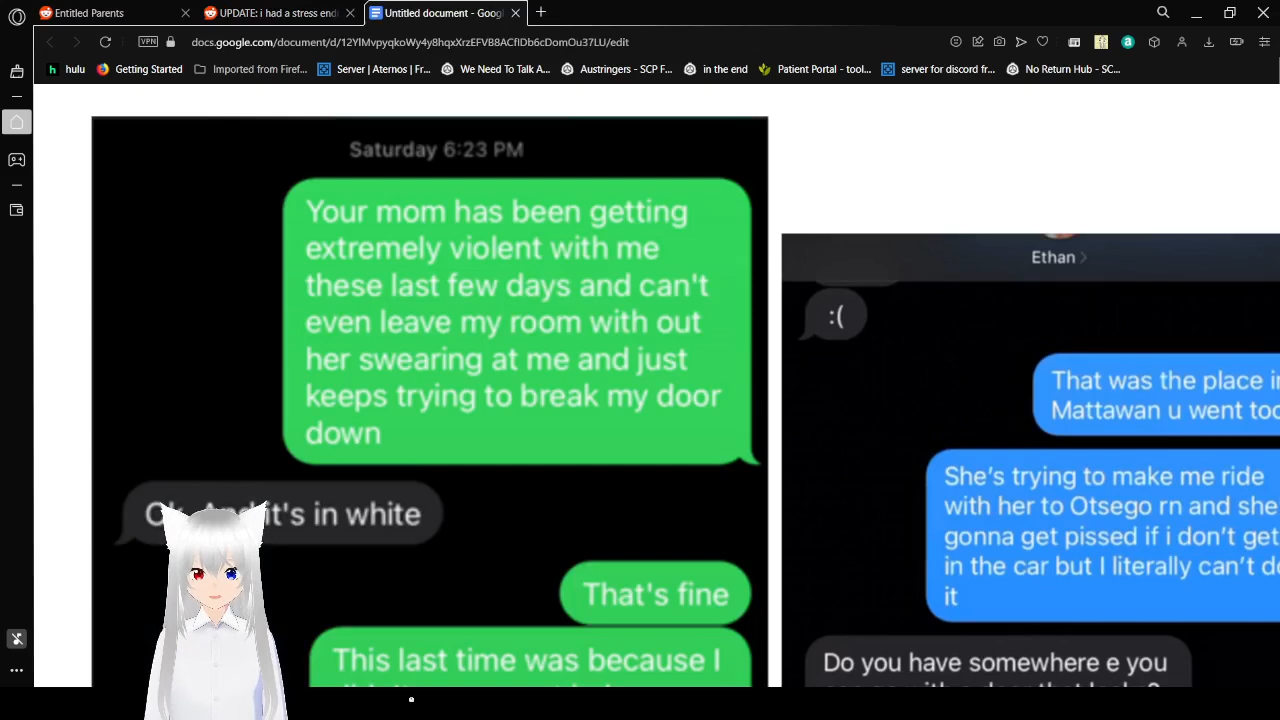 Entitled Parents
UPDATE: i had a stress end
Untitled document - Goog
VPN
docs.google.com/document/d/12YlMvpyqkoWy4y8hqxXrzEFVB8ACfIDb6cDomOu37LU/edit
hulu
Getting Started
Imported from Firef...
Server | Aternos | Fr...
We Need To Talk A...
Austringers - SCP F...
in the end
Patient Portal - tool...
server for discord fr...
No Return Hub - SC...
Saturday 6:23 PM
Your mom has been getting
extremely violent with me
these last few days and can't
even leave my room with out
her swearing at me and just
keeps trying to break my door
down
it's in white
That's fine
This last time was because I
Ethan
:(
That was the place in
Mattawan u went too
She's trying to make me ride
with her to Otsego rn and she
gonna get pissed if i don't get
in the car but I literally can't do
it
Do you have somewhere e you